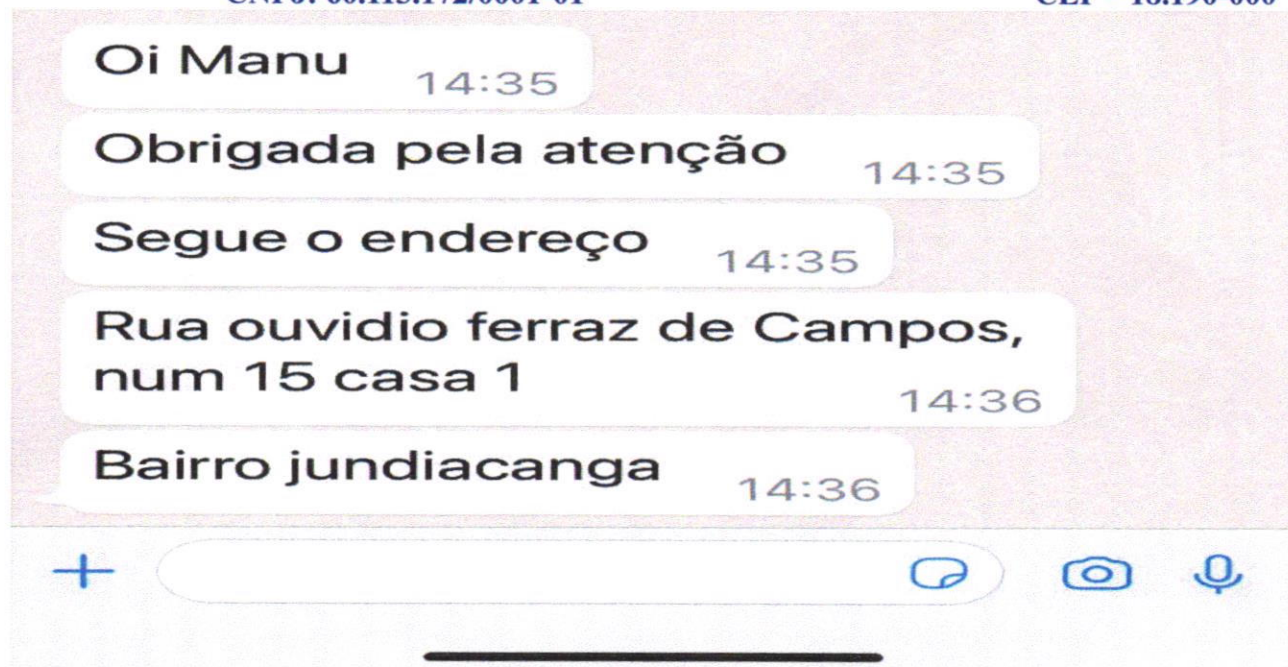 Oi Manu 14:35
Obrigada pela atenção 14:35
Segue o endereço 14:35
Rua ouvidio ferraz de Campos,
num 15 casa 1 14:36
Bairro jundiacanga 14:36